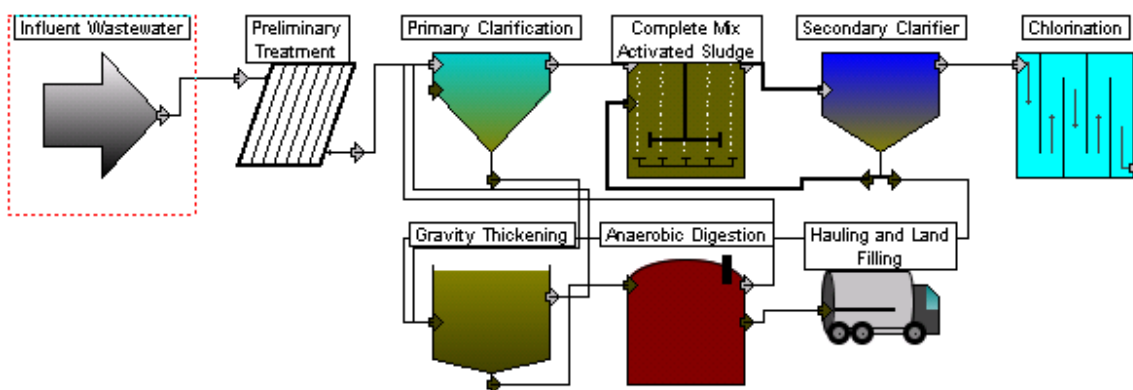 Influent Wastewater
Preliminary
Treatment
Primary Clarification
Complete Mix
Activated Sludge
Secondary Clarifier
Chlorination
Gravity Thickening
Anaerobic Digestion
Hauling and Land
Filling